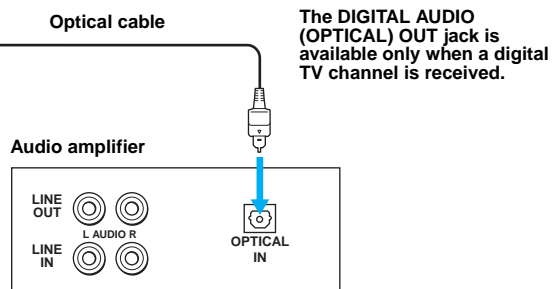 Optical cable
The DIGITAL AUDIO
(OPTICAL) OUT jack is
available only when a digital
TV channel is received.
Audio amplifier
LINE
OUT
L AUDIO R
LINE
IN
OPTICAL
IN